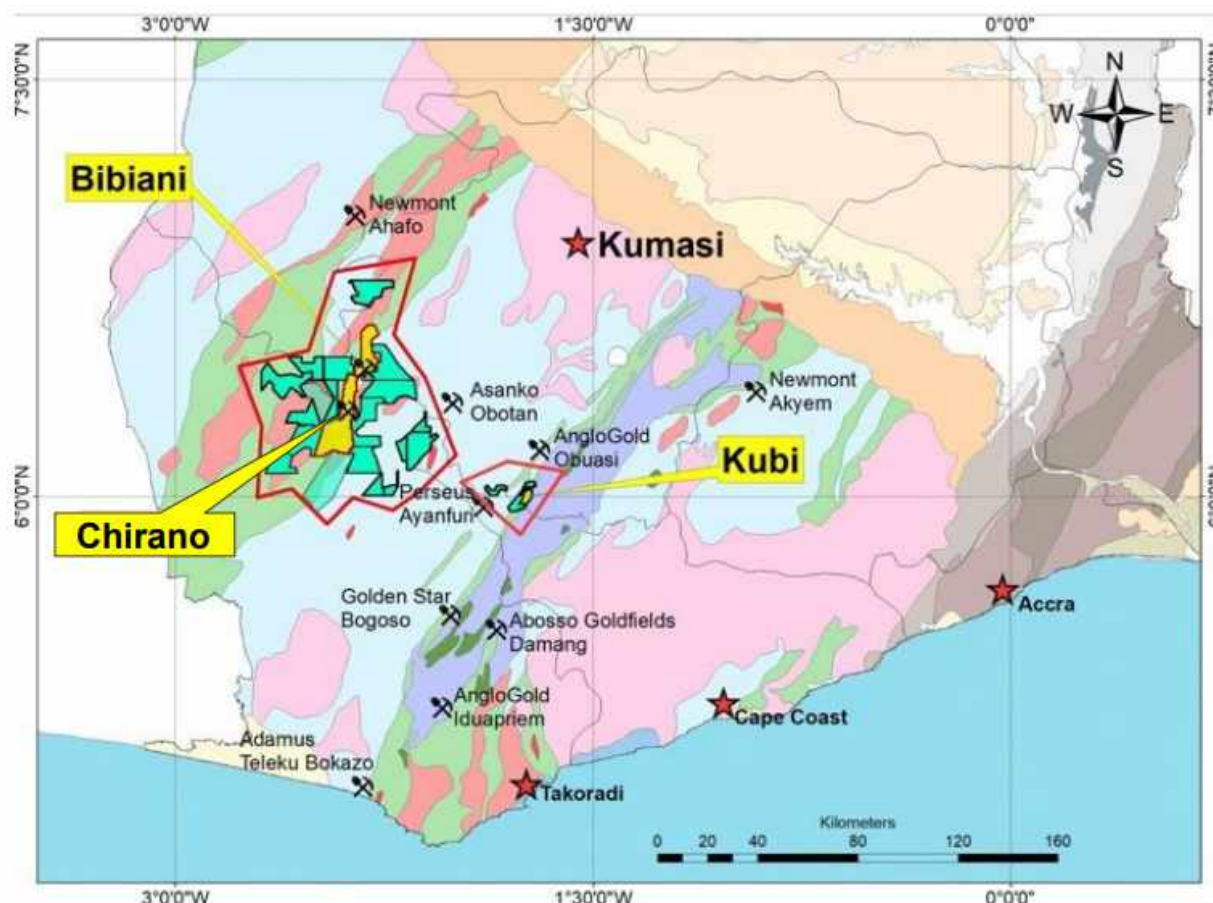 3°0'0"W
1°30'0"W
0°0'0"
7°30'0"N
N
W
E
S
Bibiani
Newmont
Ahafo
Kumasi
Asanko
Obotan
Newmont
Akyem
AngloGold
Obuasi
Kubi
Perseus
Ayanfuri
6°0'0"N
6°0'0"N
Chirano
Golden Star
Bogoso
Abosso Goldfields
Damang
Accra
AngloGold
Iduapriem
Cape Coast
Adamus
Teleku Bokazo
Takoradi
Kilometers
0 20 40 80 120 160
3°0'0"W
1°30'0"W
0°0'0"